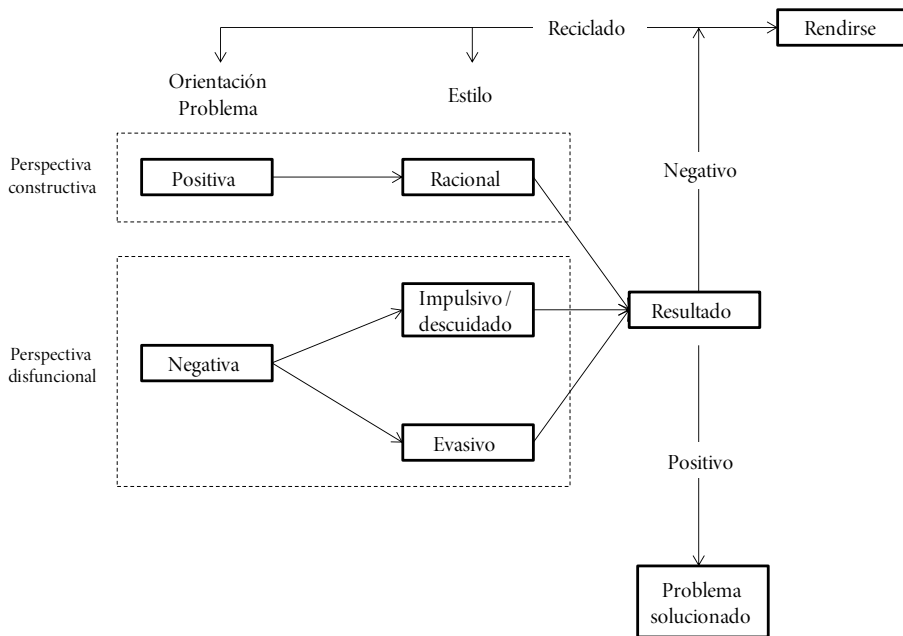 Reciclado
Rendirse
Orientación
Problema
Estilo
Perspectiva
constructiva
Positiva
Racional
Negativo
Impulsivo /
descuidado
Resultado
Perspectiva
disfuncional
Negativa
Evasivo
Positivo
Problema
solucionado